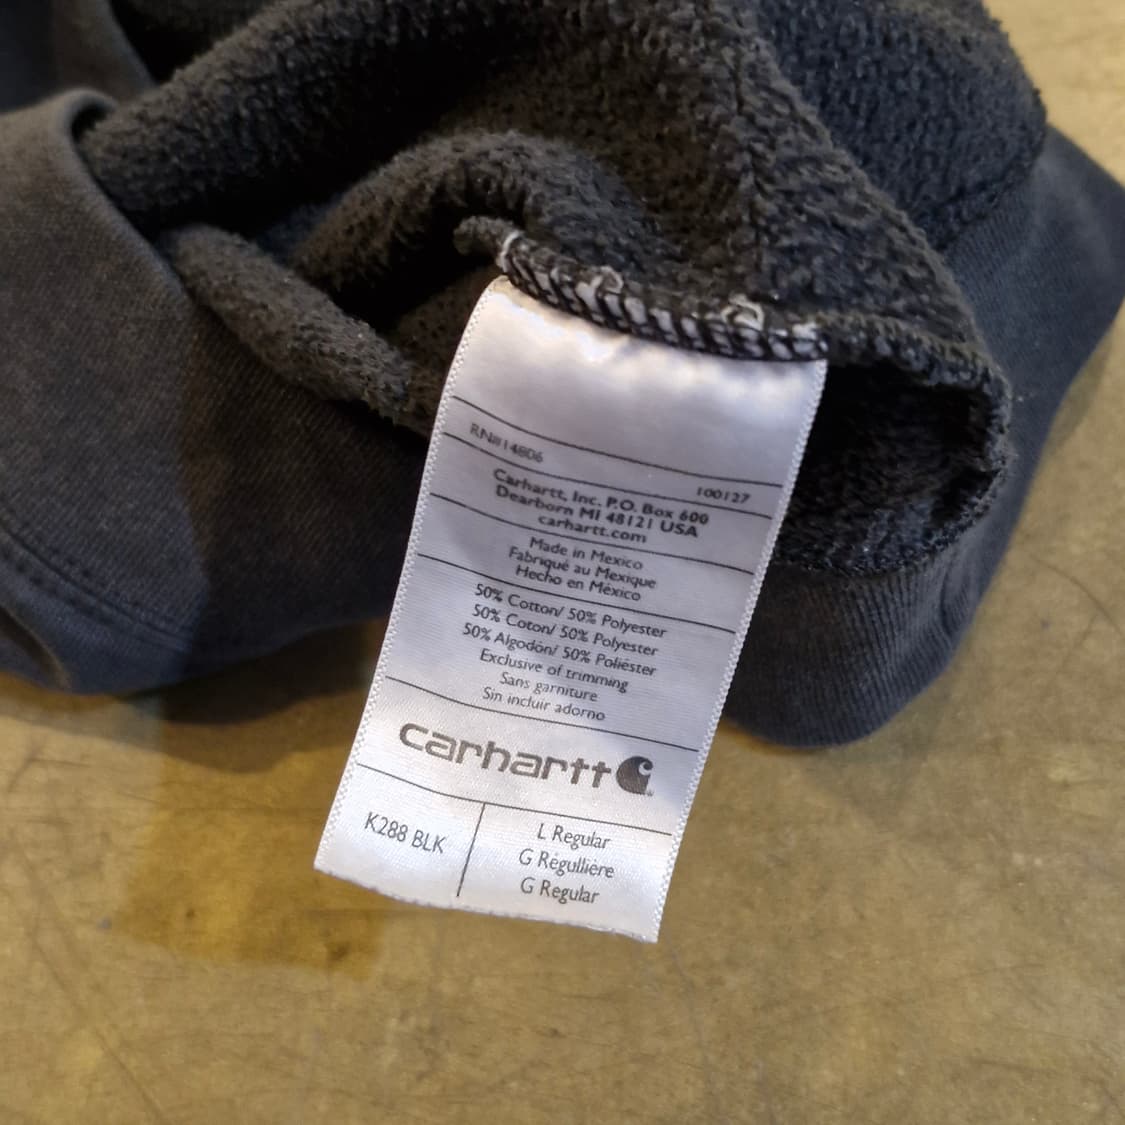 RN#14806
100127
Carhartt, Inc. P.O. Box 600
Dearborn MI 48121 USA
carhartt.com
Made in Mexico
Fabriqué au Mexique
Hecho en México
50% Cotton/ 50% Polyester
50% Coton/ 50% Polyester
50% Algodón/ 50% Poliéster
Exclusive of trimming
Sans garniture
Sin incluir adorno
carhartt
K288 BLK
L Regular
G Régullière
G Regular